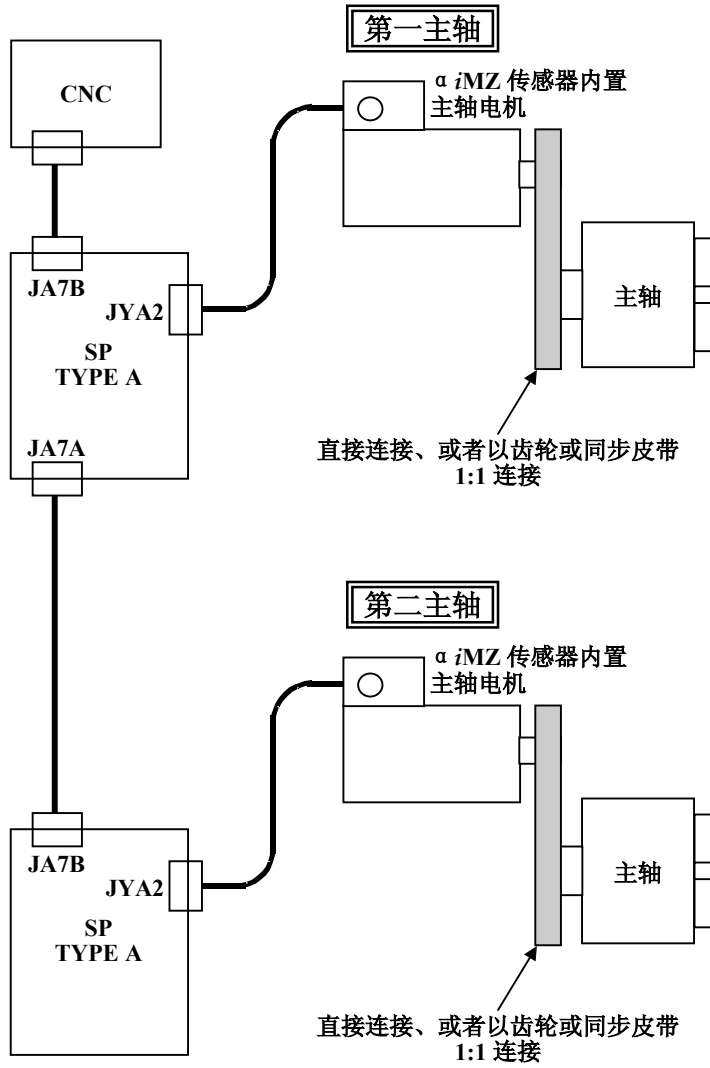 第一主轴
CNC
α iMZ 传感器内置
主轴电机
JA7B
JYA2
主轴
SP
TYPE A
JA7A
直接连接、或者以齿轮或同步皮带
1:1 连接
第二主轴
α iMZ 传感器内置
主轴电机
JA7B
JYA2
主轴
SP
TYPE A
直接连接、或者以齿轮或同步皮带
1:1 连接